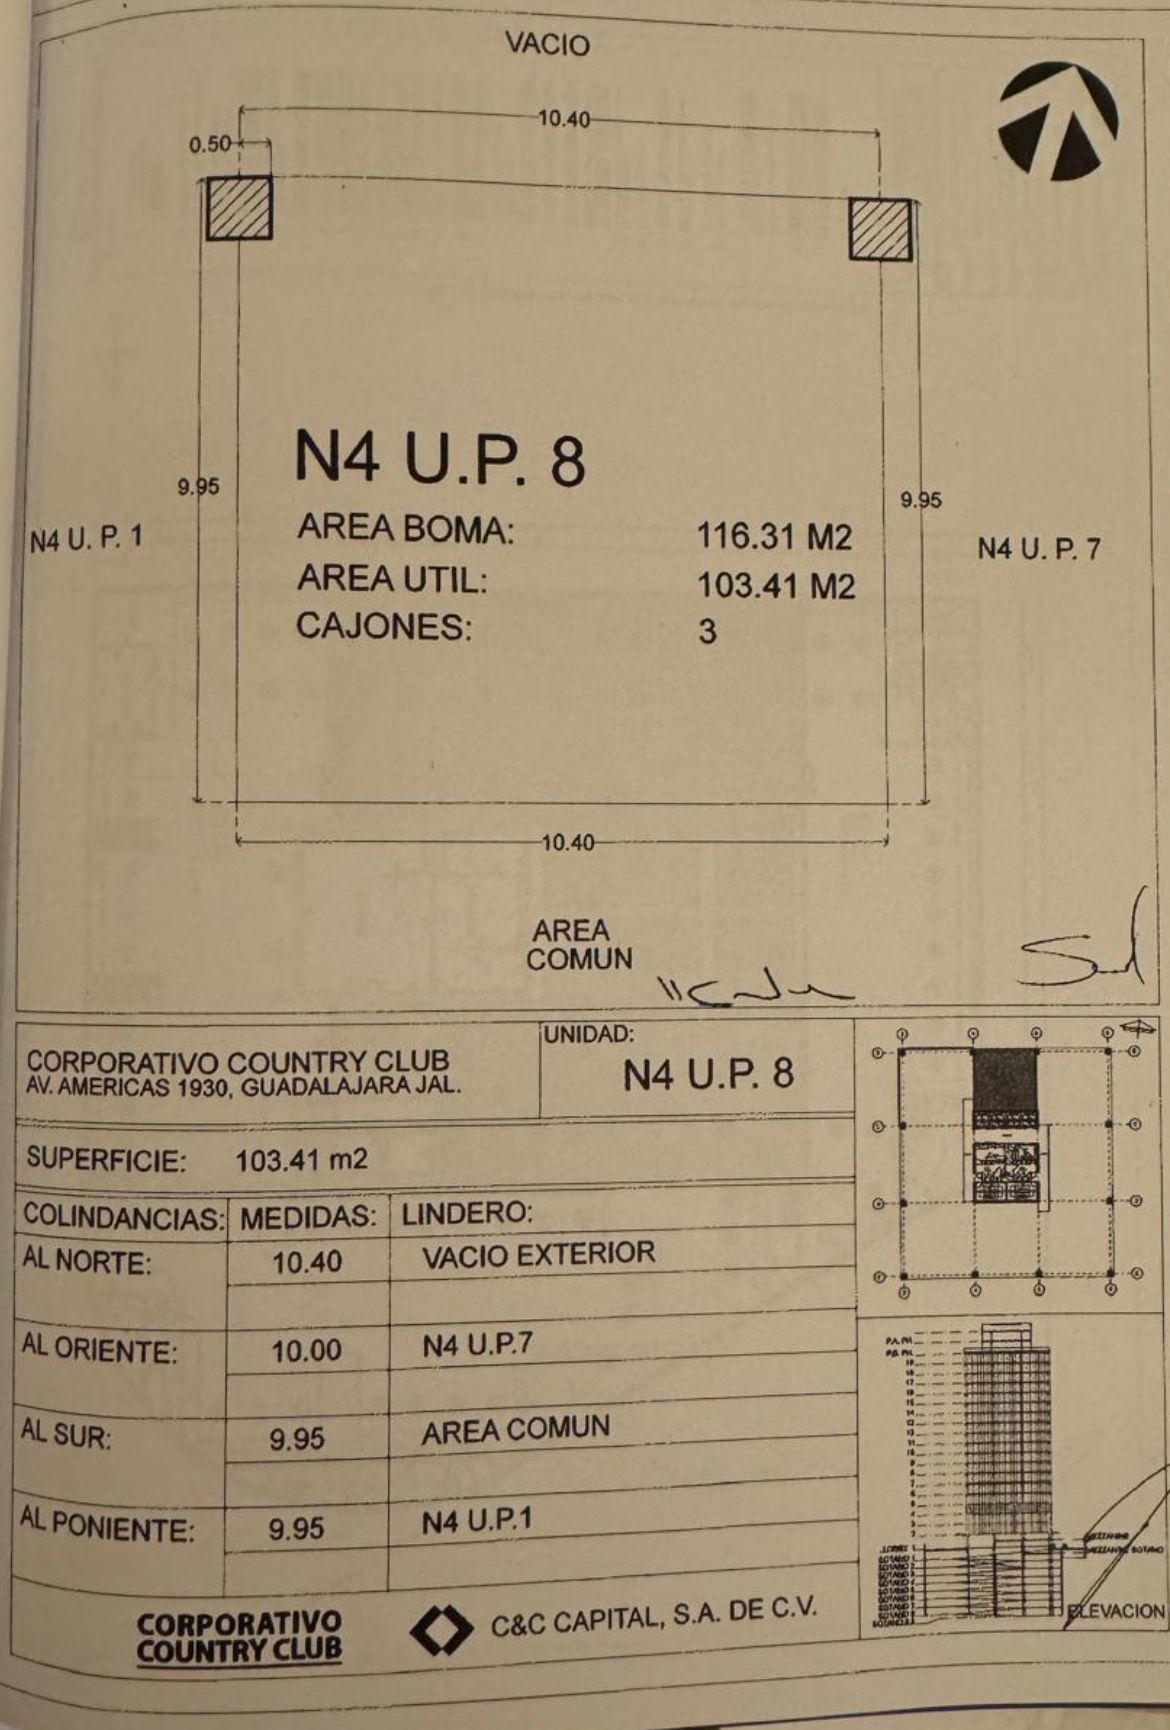 VACIO
10.40
0.50
N4 U.P. 8
9.95
9.95
N4 U. P. 1
AREA BOMA: 116.31 M2
N4 U. P. 7
AREA UTIL: 103.41 M2
CAJONES: 3
10.40
AREA
COMUN
CORPORATIVO COUNTRY CLUB
AV. AMERICAS 1930, GUADALAJARA JAL.
UNIDAD:
N4 U.P. 8
SUPERFICIE: 103.41 m2
COLINDANCIAS: MEDIDAS: LINDERO:
AL NORTE: 10.40 VACIO EXTERIOR
AL ORIENTE: 10.00 N4 U.P.7
AL SUR: 9.95 AREA COMUN
AL PONIENTE: 9.95 N4 U.P.1
ELEVACION
CORPORATIVO
COUNTRY CLUB
C&C CAPITAL, S.A. DE C.V.